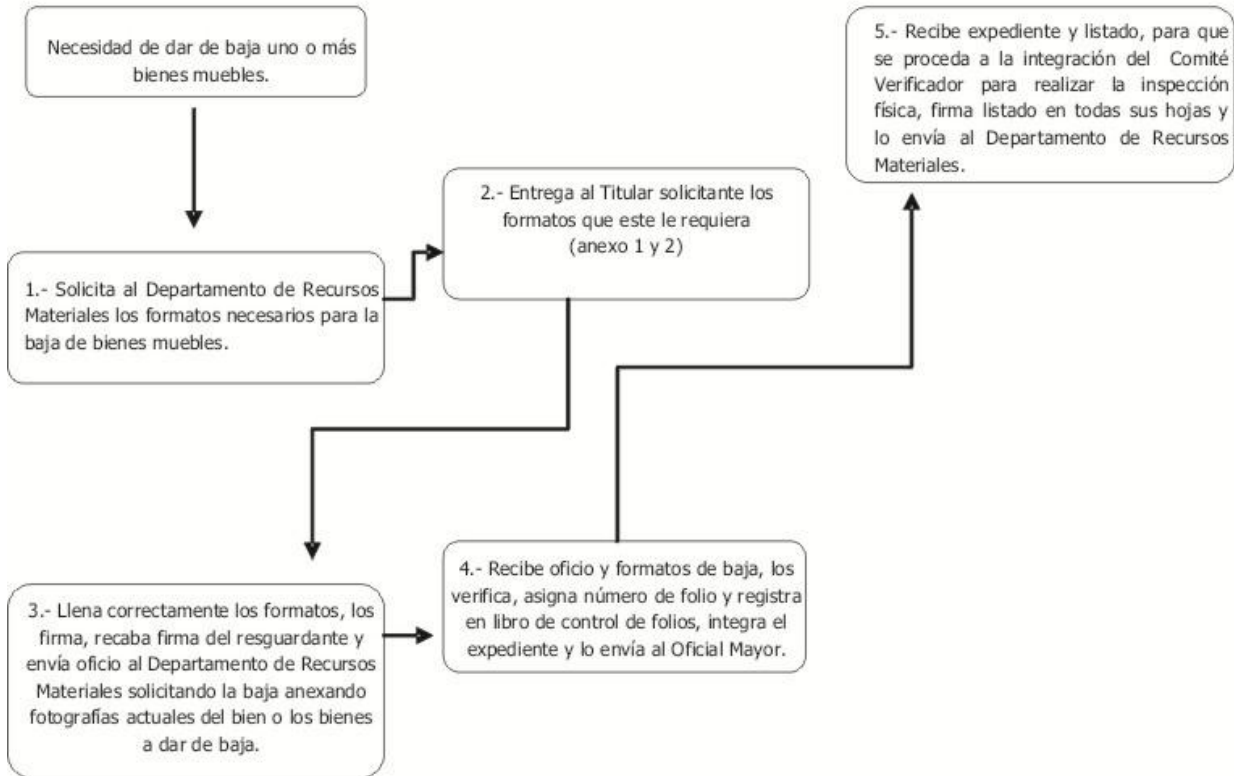 Necesidad de dar de baja uno o más
bienes muebles.
1.- Solicita al Departamento de Recursos
Materiales los formatos necesarios para la
baja de bienes muebles.
2.- Entrega al Titular solicitante los
formatos que este le requiera
(anexo 1 y 2)
3.- Llena correctamente los formatos, los
firma, recaba firma del resguardante y
envía oficio al Departamento de Recursos
Materiales solicitando la baja anexando
fotografías actuales del bien o los bienes
a dar de baja.
4.- Recibe oficio y formatos de baja, los
verifica, asigna número de folio y registra
en libro de control de folios, integra el
expediente y lo envía al Oficial Mayor.
5.- Recibe expediente y listado, para que
se proceda a la integración del Comité
Verificador para realizar la inspección
física, firma listado en todas sus hojas y
lo envía al Departamento de Recursos
Materiales.